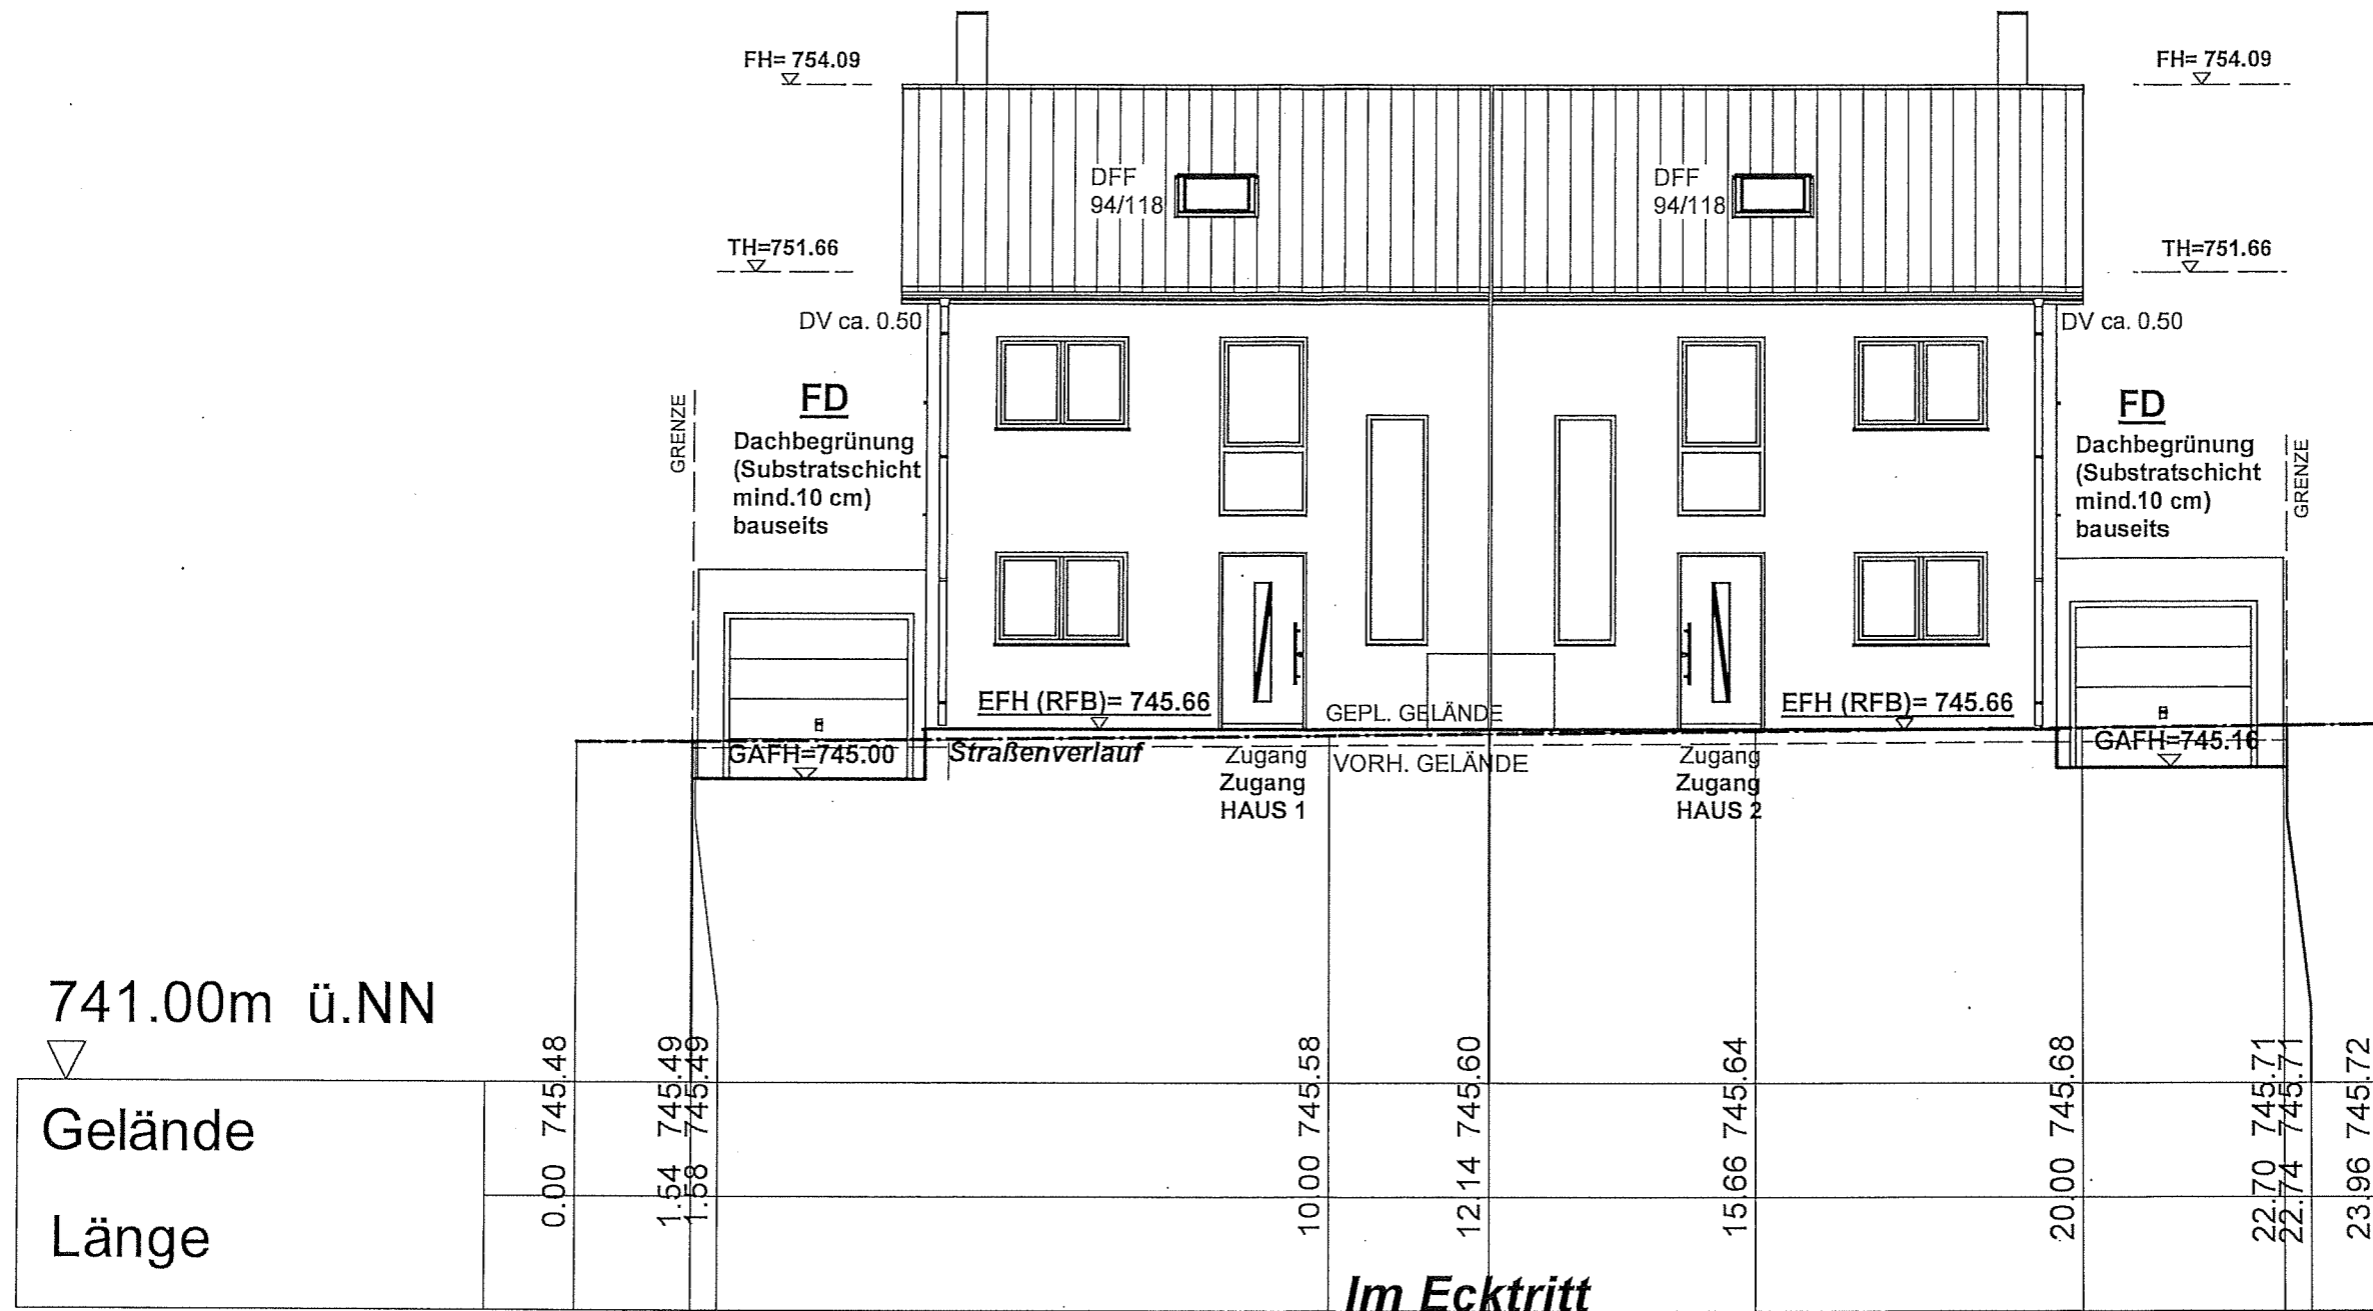 FH= 754.09
FH= 754.09
DFF
94/118
DFF
94/118
TH=751.66
TH=751.66
DV ca. 0.50
DV ca. 0.50
GRENZE
FD
Dachbegrünung
(Substratschicht
mind.10 cm)
bauseits
FD
Dachbegrünung
(Substratschicht
mind.10 cm)
bauseits
GRENZE
EFH (RFB)= 745.66
GEPL. GELÄNDE
EFH (RFB)= 745.66
GAFH=745.00
Straßenverlauf
Zugang
Zugang
HAUS 1
VORH. GELÄNDE
Zugang
Zugang
HAUS 2
GAFH=745.16
741.00m ü.NN
Gelände
745.48
745.49
745.49
745.58
745.60
745.64
745.68
745.71
745.71
745.72
Länge
0.00
1.54
1.58
10.00
12.14
15.66
20.00
22.70
22.74
23.96
Im Ecktritt